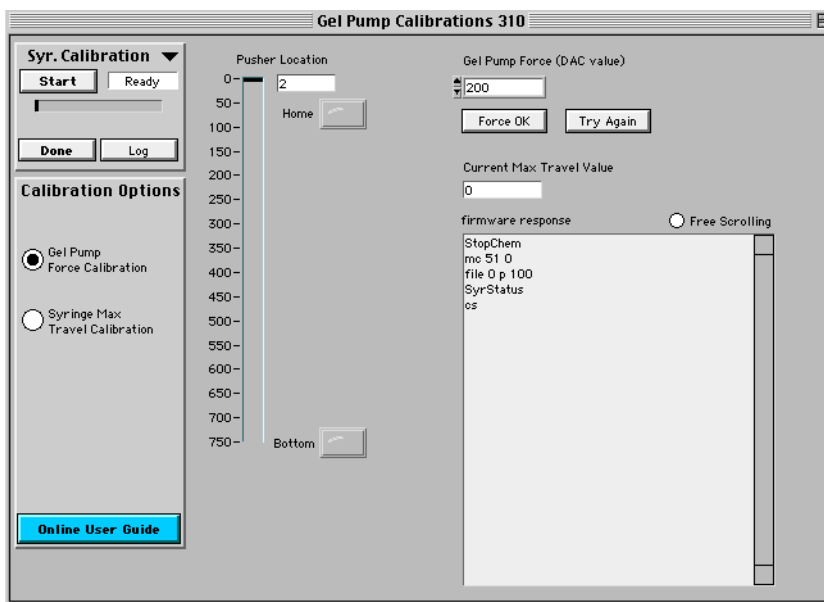 Gel Pump Calibrations 310
Syr. Calibration
Start Ready
Done Log
Calibration Options
Gel Pump
Force Calibration
Syringe Max
Travel Calibration
Online User Guide
Pusher Location
2
Home
0
50
100
150
200
250
300
350
400
450
500
550
600
650
700
750
Bottom
Gel Pump Force (DAC value)
200
Force OK Try Again
Current Max Travel Value
0
firmware response Free Scrolling
StopChem
mc 51 0
file 0 p 100
SyrStatus
cs